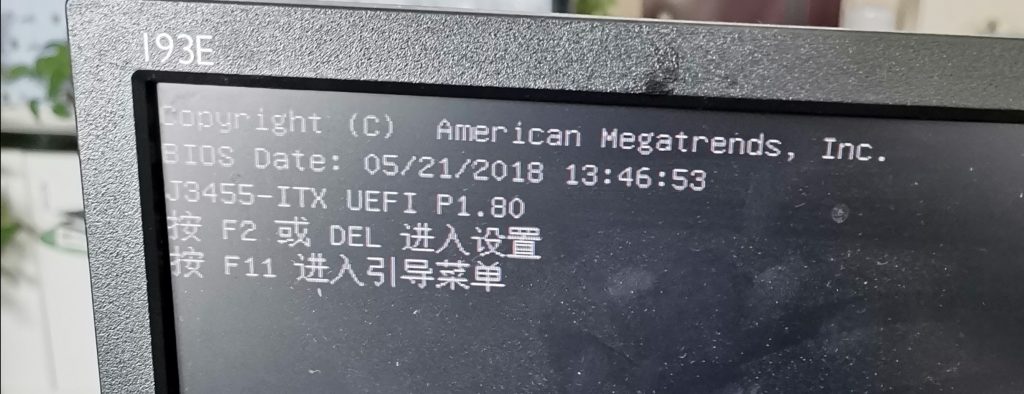 193E
Copyright (C)  American Megatrends, Inc.
BIOS Date: 05/21/2018 13:46:53
J3455-ITX UEFI P1.80
按 F2 或 DEL 进入设置
按 F11 进入引导菜单